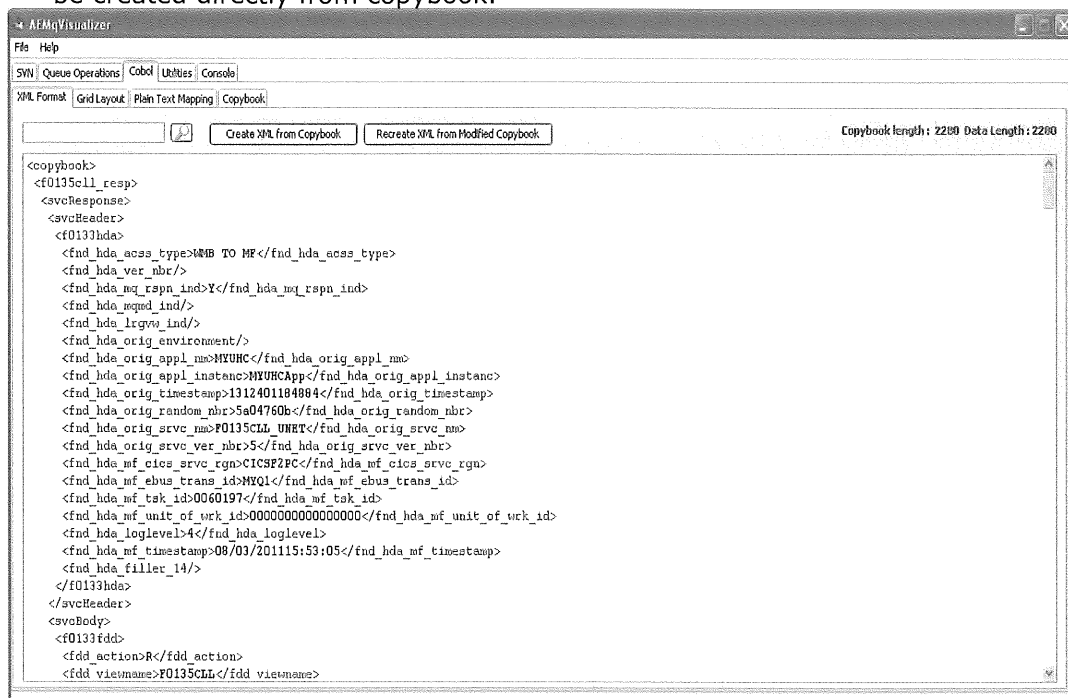 be created directly from copybook.
AEMqVisualizer
File Help
SVN Queue Operations Cobol Utilities Console
XML Format Grid Layout Plain Text Mapping Copybook
Create XML from Copybook Recreate XML from Modified Copybook Copybook length : 2280 Data Length : 2280
<copybook>
<f0135cll_resp>
<svcResponse>
<svcHeader>
<f0133hda>
<fnd_hda_acss_type>WMB TO MF</fnd_hda_acss_type>
<fnd_hda_ver_nbr/>
<fnd_hda_mq_rspn_ind>Y</fnd_hda_mq_rspn_ind>
<fnd_hda_mqmd_ind/>
<fnd_hda_lrgvw_ind/>
<fnd_hda_orig_environment/>
<fnd_hda_orig_appl_nm>MYUHC</fnd_hda_orig_appl_nm>
<fnd_hda_orig_appl_instanc>MYUHCApp</fnd_hda_orig_appl_instanc>
<fnd_hda_orig_timestamp>1312401184884</fnd_hda_orig_timestamp>
<fnd_hda_orig_random_nbr>5a04760b</fnd_hda_orig_random_nbr>
<fnd_hda_orig_srvc_nm>F0135CLL_UNET</fnd_hda_orig_srvc_nm>
<fnd_hda_orig_srvc_ver_nbr>5</fnd_hda_orig_srvc_ver_nbr>
<fnd_hda_mf_cics_srvc_rgn>CICSF2PC</fnd_hda_mf_cics_srvc_rgn>
<fnd_hda_mf_ebus_trans_id>MYQ1</fnd_hda_mf_ebus_trans_id>
<fnd_hda_mf_tsk_id>0060197</fnd_hda_mf_tsk_id>
<fnd_hda_mf_unit_of_wrk_id>0000000000000000</fnd_hda_mf_unit_of_wrk_id>
<fnd_hda_loglevel>4</fnd_hda_loglevel>
<fnd_hda_mf_timestamp>08/03/201115:53:05</fnd_hda_mf_timestamp>
<fnd_hda_filler_14/>
</f0133hda>
</svcHeader>
<svcBody>
<f0133fdd>
<fdd_action>R</fdd_action>
<fdd_viewname>F0135CLL</fdd_viewname>